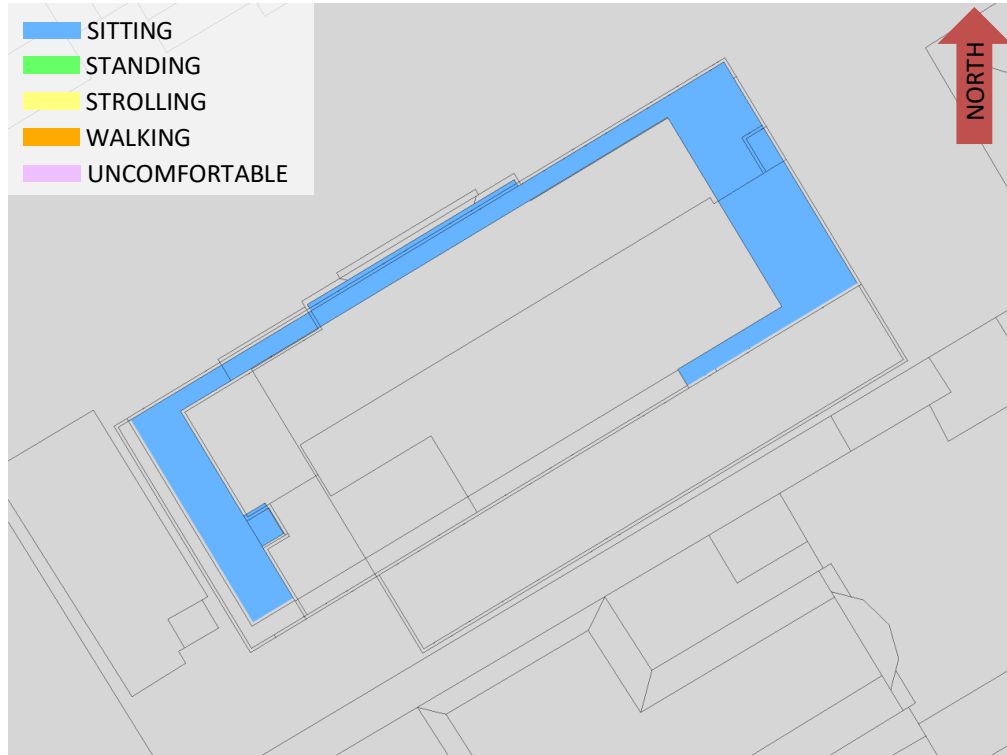 SITTING
STANDING
STROLLING
WALKING
UNCOMFORTABLE
NORTH